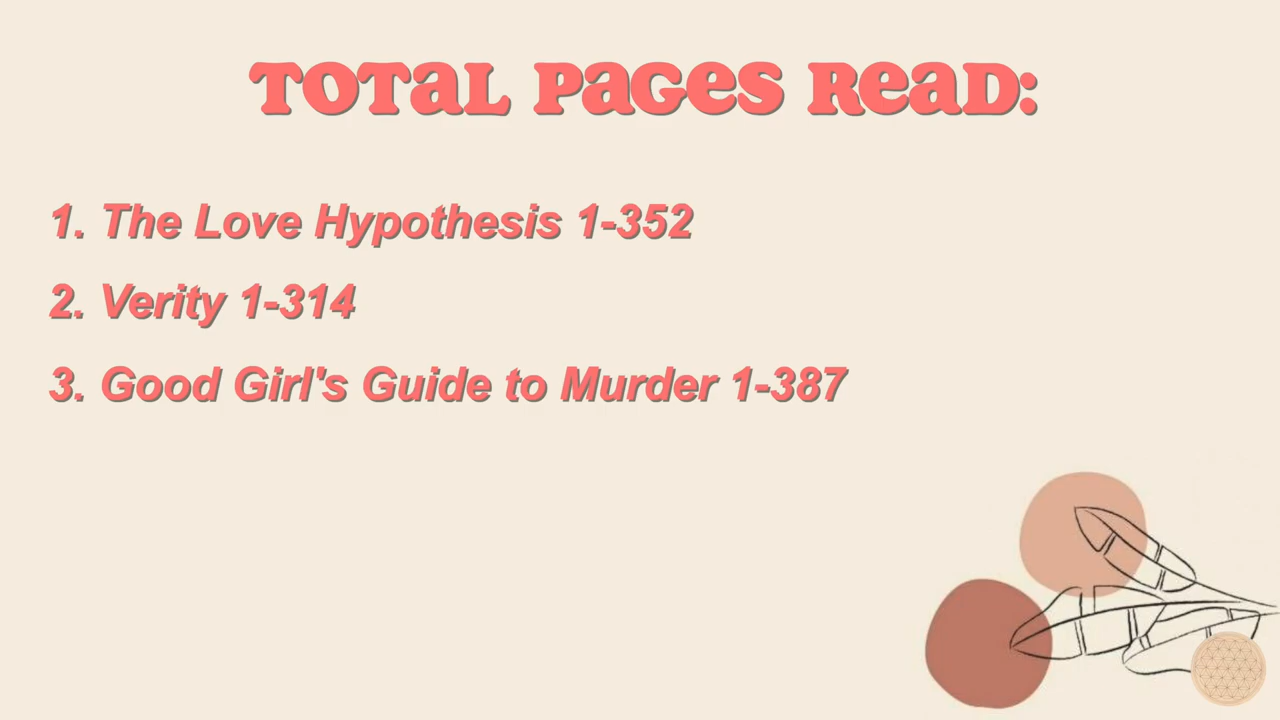 TOTaL PaGes ReaD:
1. The Love Hypothesis 1-352
2. Verity 1-314
3. Good Girl's Guide to Murder 1-387